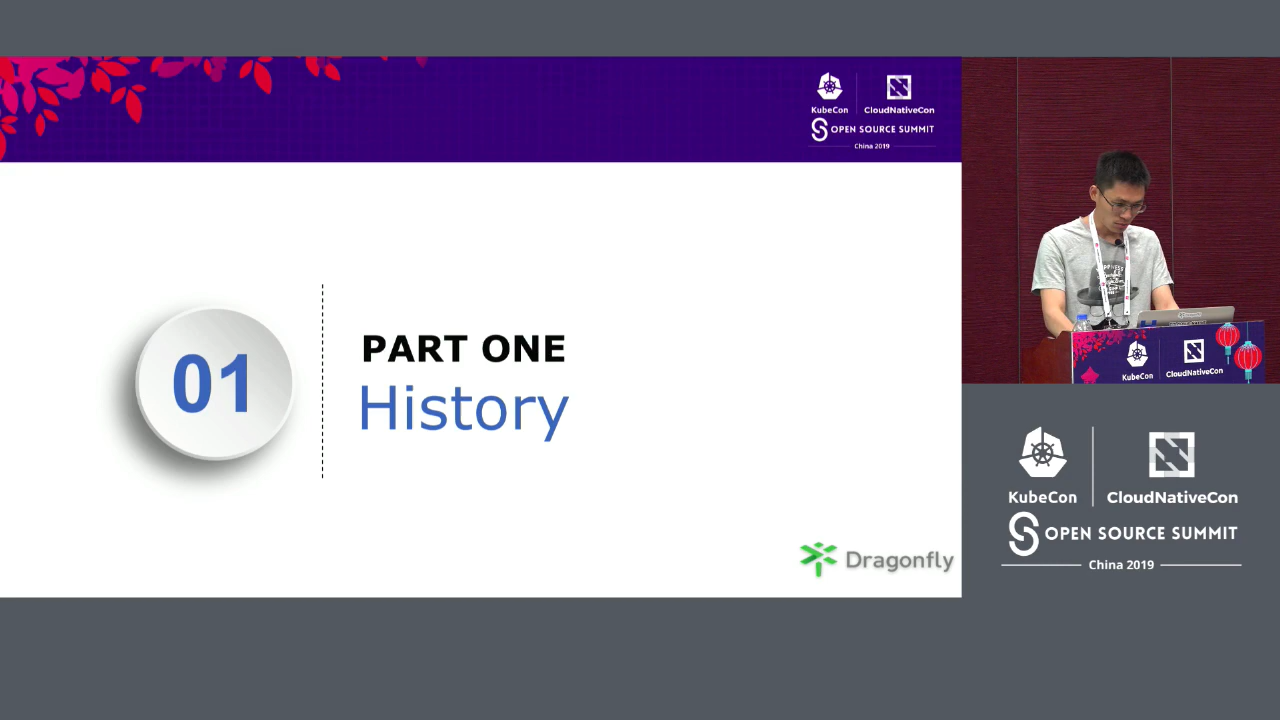 KubeCon
CloudNativeCon
OPEN SOURCE SUMMIT
China 2019
01
PART ONE
History
Dragonfly
KubeCon
CloudNativeCon
KubeCon
CloudNativeCon
OPEN SOURCE SUMMIT
China 2019